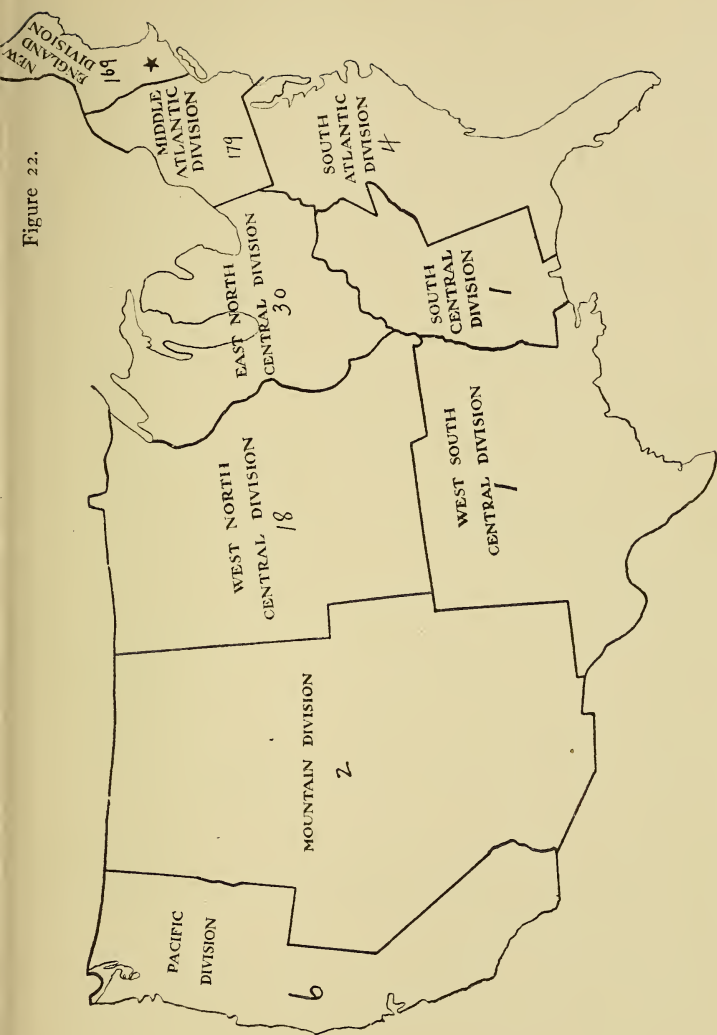 Figure 22.
NEW
ENGLAND
DIVISION
169
MIDDLE
ATLANTIC
DIVISION
179
SOUTH
ATLANTIC
DIVISION
4
EAST NORTH
CENTRAL DIVISION
30
SOUTH
CENTRAL
DIVISION
1
WEST NORTH
CENTRAL DIVISION
18
WEST SOUTH
CENTRAL DIVISION
1
MOUNTAIN DIVISION
2
PACIFIC
DIVISION
6